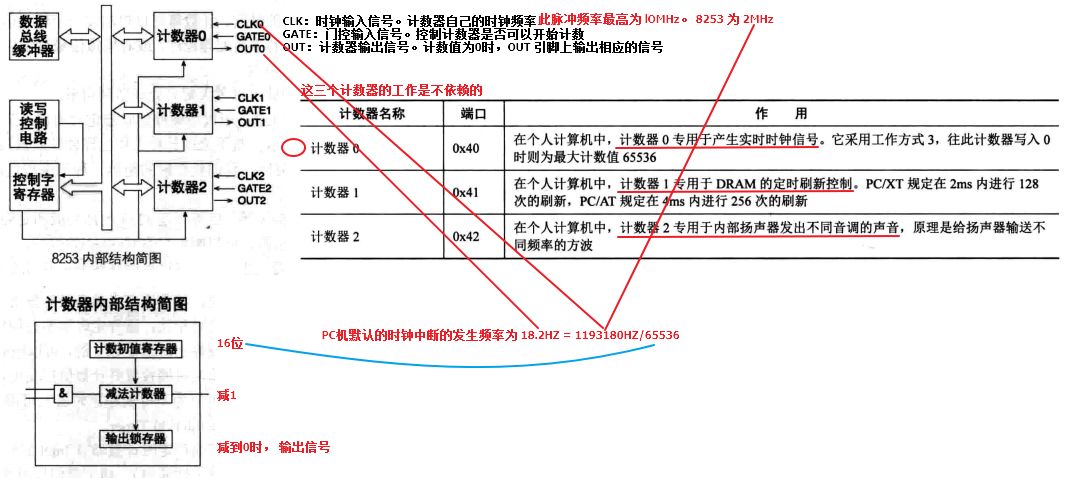 数据
总线
缓冲器
计数器0
CLK0
GATE0
OUT0
CLK：时钟输入信号。计数器自己的时钟频率 此脉冲频率最高为 l0MHz。 8253 为 2MHz
GATE：门控输入信号。控制计数器是否可以开始计数
OUT：计数器输出信号。计数值为0时，OUT 引脚上输出相应的信号
读写
控制
电路
计数器1
CLK1
GATE1
OUT1
控制字
寄存器
计数器2
CLK2
GATE2
OUT2
8253 内部结构简图
这三个计数器的工作是不依赖的
计数器名称 端口 作 用
计数器 0 0x40 在个人计算机中，计数器 0 专用于产生实时时钟信号。它采用工作方式 3，往此计数器写入 0
时则为最大计数值 65536
计数器 1 0x41 在个人计算机中，计数器 1 专用于 DRAM 的定时刷新控制。PC/XT 规定在 2ms 内进行 128
次的刷新，PC/AT 规定在 4ms 内进行 256 次的刷新
计数器 2 0x42 在个人计算机中，计数器 2 专用于内部扬声器发出不同音调的声音，原理是给扬声器输送不
同频率的方波
计数器内部结构简图
PC机默认的时钟中断的发生频率为 18.2HZ = 1193180HZ/65536
计数初值寄存器
16位
&
减法计数器
减1
输出锁存器
减到0时， 输出信号